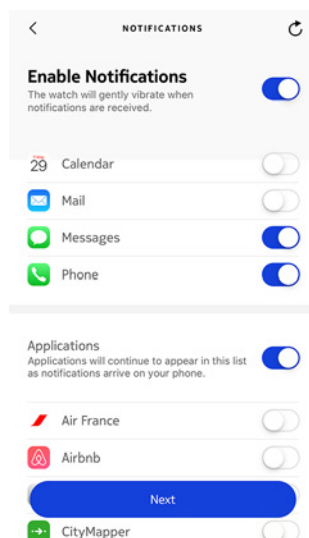 NOTIFICATIONS
Enable Notifications
The watch will gently vibrate when
notifications are received.
29 Calendar
Mail
Messages
Phone
Applications
Applications will continue to appear in this list
as notifications arrive on your phone.
Air France
Airbnb
Next
CityMapper